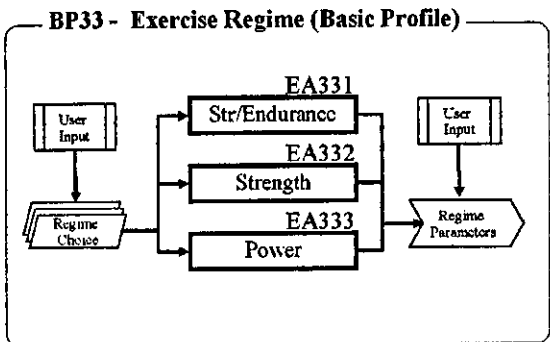 BP33 - Exercise Regime (Basic Profile)
User
Input
Regime
Choice
EA331
Str/Endurance
EA332
Strength
EA333
Power
User
Input
Regime
Parameters